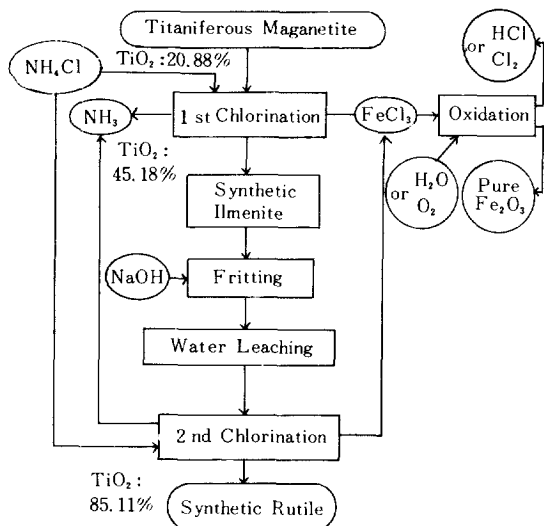 Titaniferous Maganetite
HCl
or Cl₂
NH₄Cl
TiO₂:20.88%
NH₃
1 st Chlorination
FeCl₃
Oxidation
TiO₂:
45.18%
Synthetic
Ilmenite
H₂O
or O₂
Pure
Fe₂O₃
NaOH
Fritting
Water Leaching
2 nd Chlorination
TiO₂:
85.11%
Synthetic Rutile